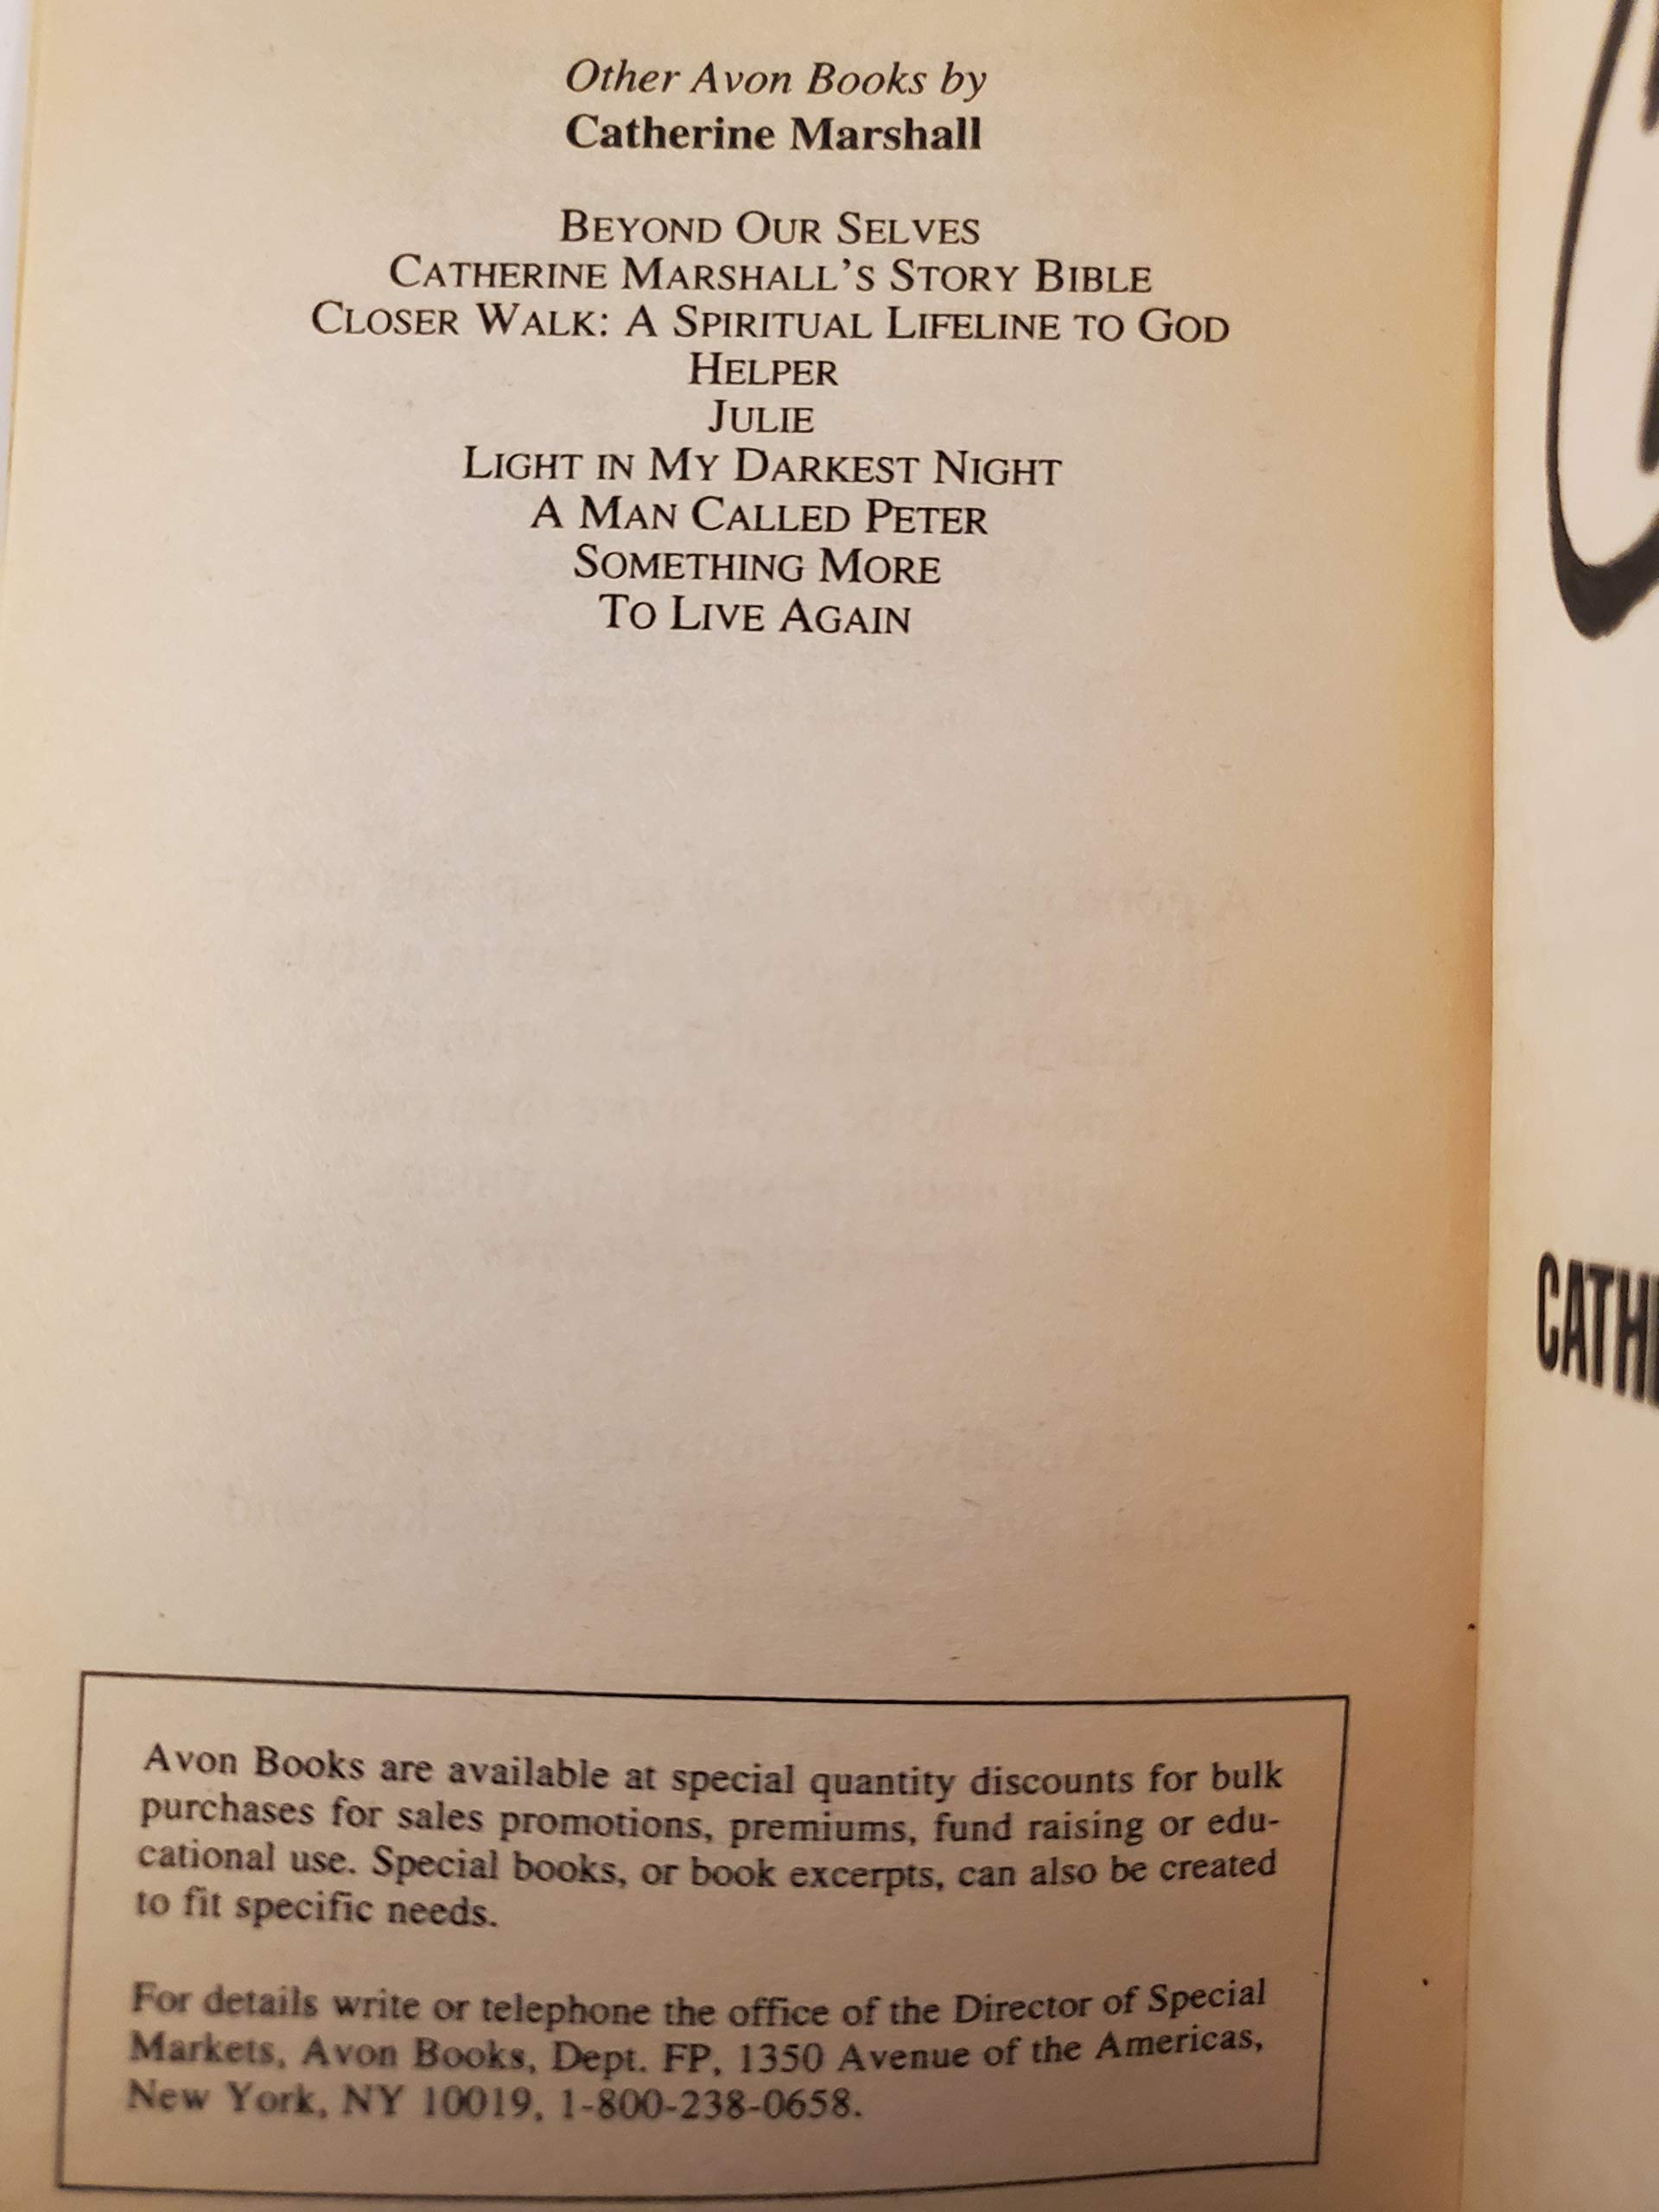 Other Avon Books by
Catherine Marshall
BEYOND OUR SELVES
CATHERINE MARSHALL'S STORY BIBLE
CLOSER WALK: A SPIRITUAL LIFELINE TO GOD
HELPER
JULIE
LIGHT IN MY DARKEST NIGHT
A MAN CALLED PETER
SOMETHING MORE
TO LIVE AGAIN
Avon Books are available at special quantity discounts for bulk
purchases for sales promotions, premiums, fund raising or edu-
cational use. Special books, or book excerpts, can also be created
to fit specific needs.
For details write or telephone the office of the Director of Special
Markets, Avon Books, Dept. FP, 1350 Avenue of the Americas,
New York, NY 10019, 1-800-238-0658.
CATH